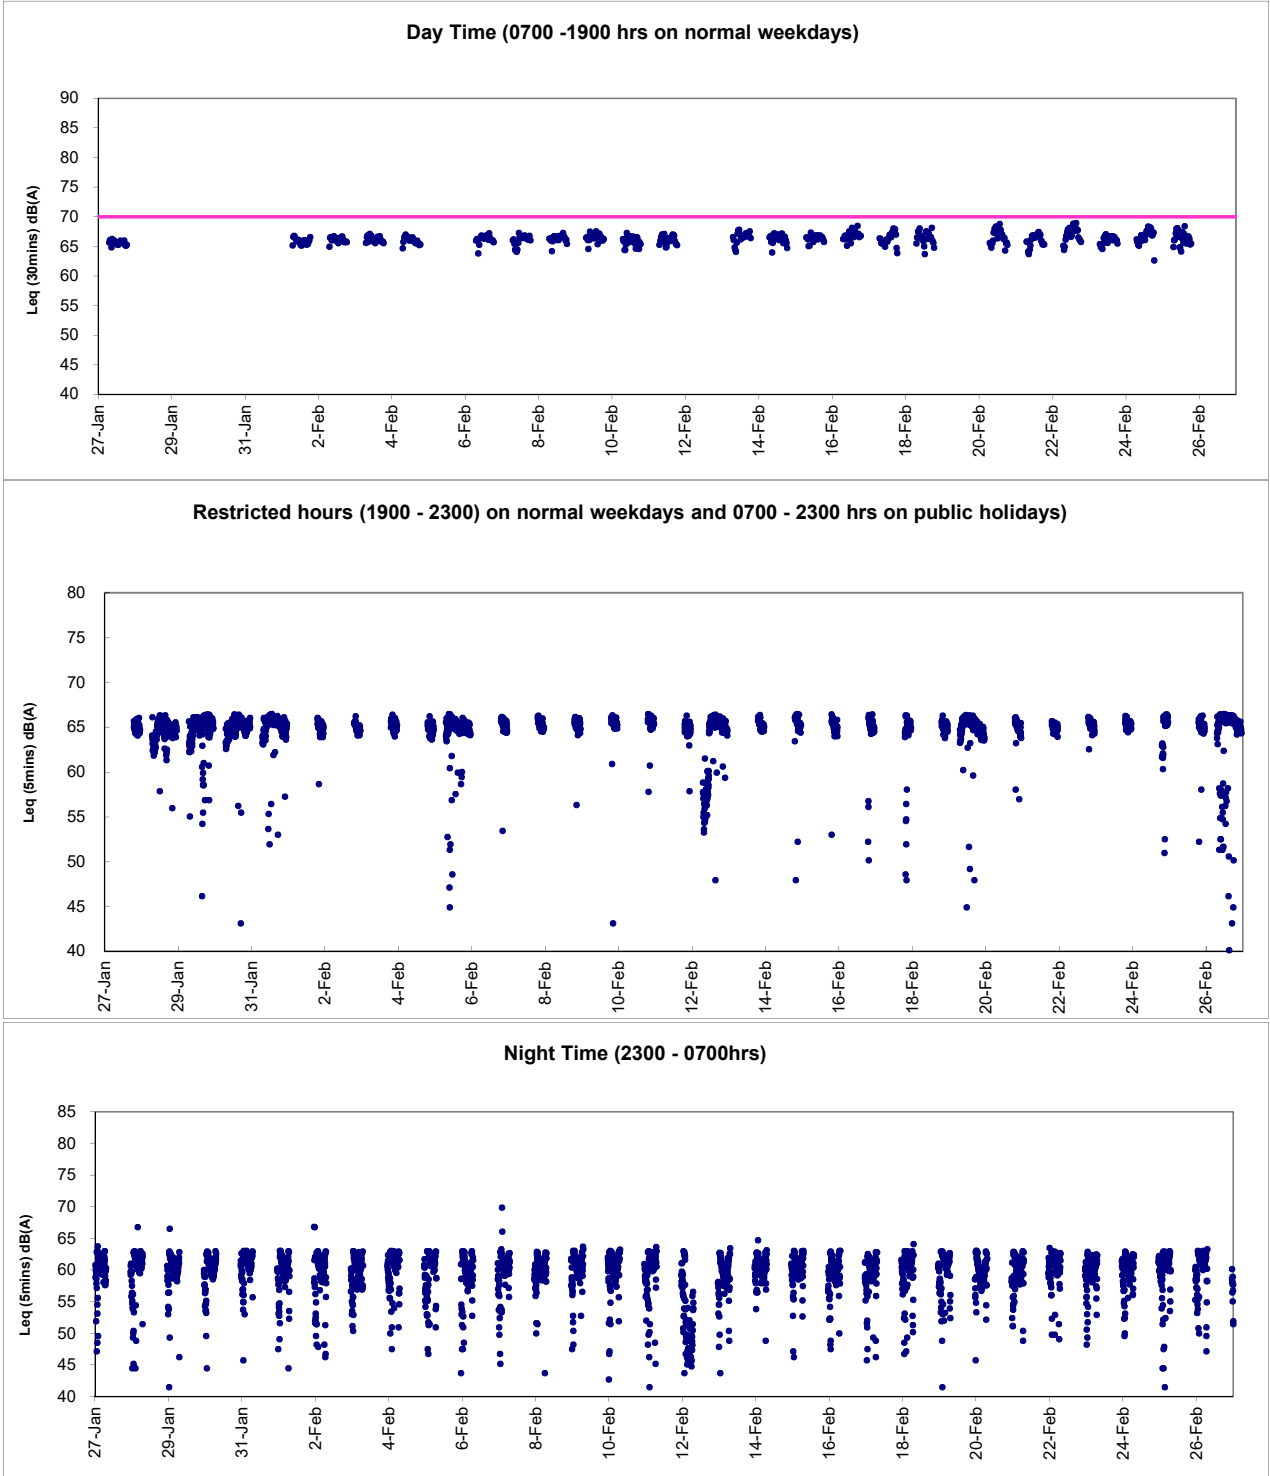 Day Time (0700 -1900 hrs on normal weekdays)
Leq (30mins) dB(A)
90
85
80
75
70
65
60
55
50
45
40
27-Jan
29-Jan
31-Jan
2-Feb
4-Feb
6-Feb
8-Feb
10-Feb
12-Feb
14-Feb
16-Feb
18-Feb
20-Feb
22-Feb
24-Feb
26-Feb
Restricted hours (1900 - 2300) on normal weekdays and 0700 - 2300 hrs on public holidays)
Leq (5mins) dB(A)
80
75
70
65
60
55
50
45
40
27-Jan
29-Jan
31-Jan
2-Feb
4-Feb
6-Feb
8-Feb
10-Feb
12-Feb
14-Feb
16-Feb
18-Feb
20-Feb
22-Feb
24-Feb
26-Feb
Night Time (2300 - 0700hrs)
Leq (5mins) dB(A)
85
80
75
70
65
60
55
50
45
40
27-Jan
29-Jan
31-Jan
2-Feb
4-Feb
6-Feb
8-Feb
10-Feb
12-Feb
14-Feb
16-Feb
18-Feb
20-Feb
22-Feb
24-Feb
26-Feb